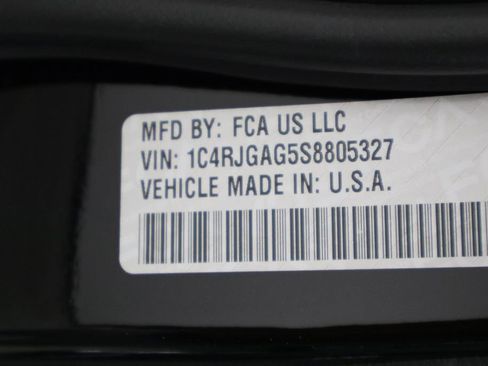 MFD BY: FCA US LLC
VIN: 1C4RJGAG5S8805327
VEHICLE MADE IN: U.S.A.